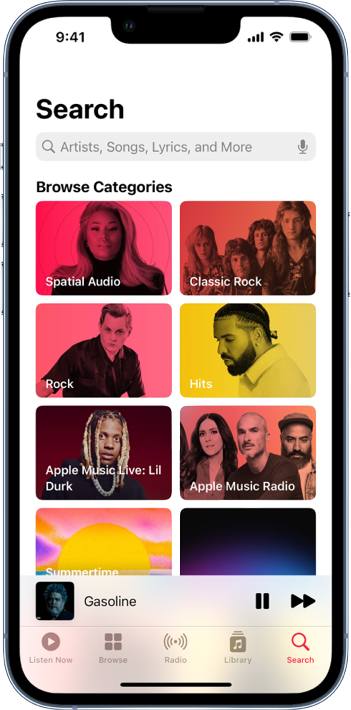 9:41
Search
Artists, Songs, Lyrics, and More
Browse Categories
Spatial Audio
Classic Rock
Rock
Hits
Apple Music Live: Lil
Durk
Apple Music Radio
Summertime
Gasoline
Listen Now
Browse
Radio
Library
Search